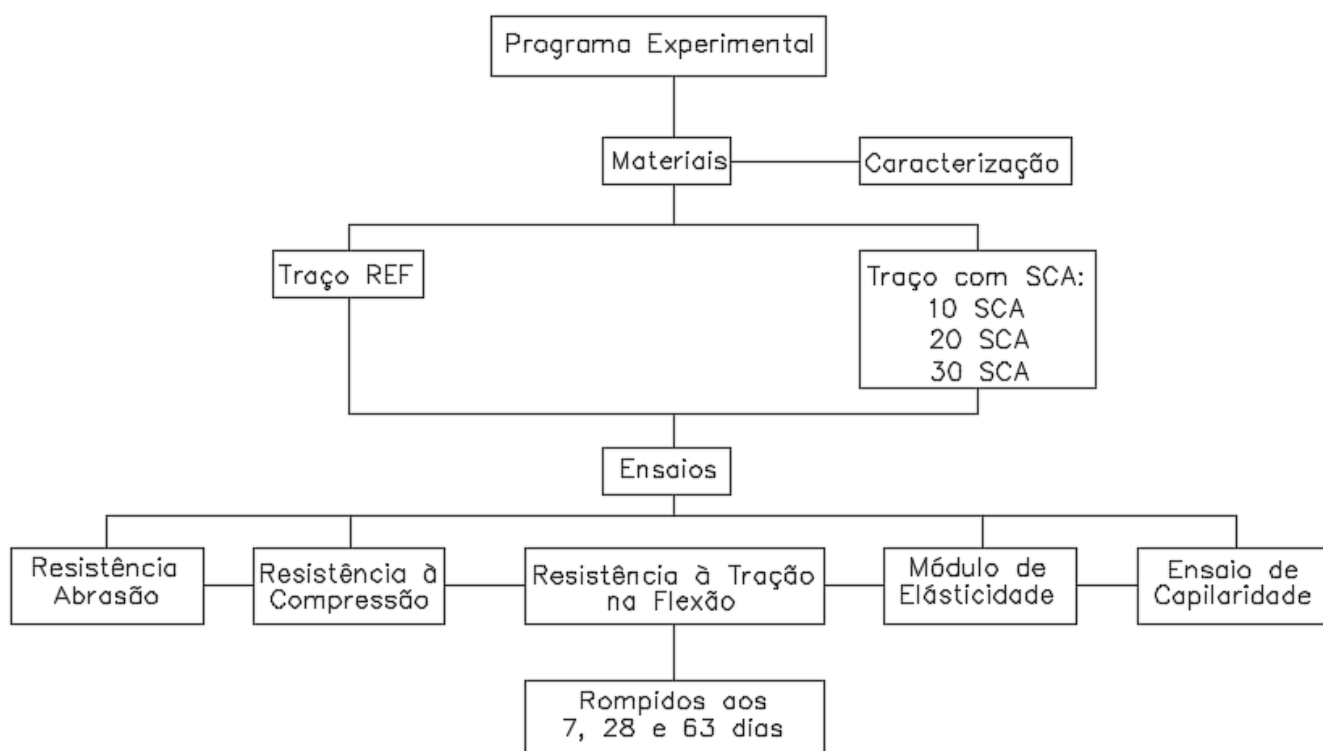 Programa Experimental
Materiais
Caracterização
Traço REF
Traço com SCA:
10 SCA
20 SCA
30 SCA
Ensaios
Resistência
Abrasão
Resistência à
Compressão
Resistência à Tração
na Flexão
Módulo de
Elásticidade
Ensaio de
Capilaridade
Rompidos aos
7, 28 e 63 dias